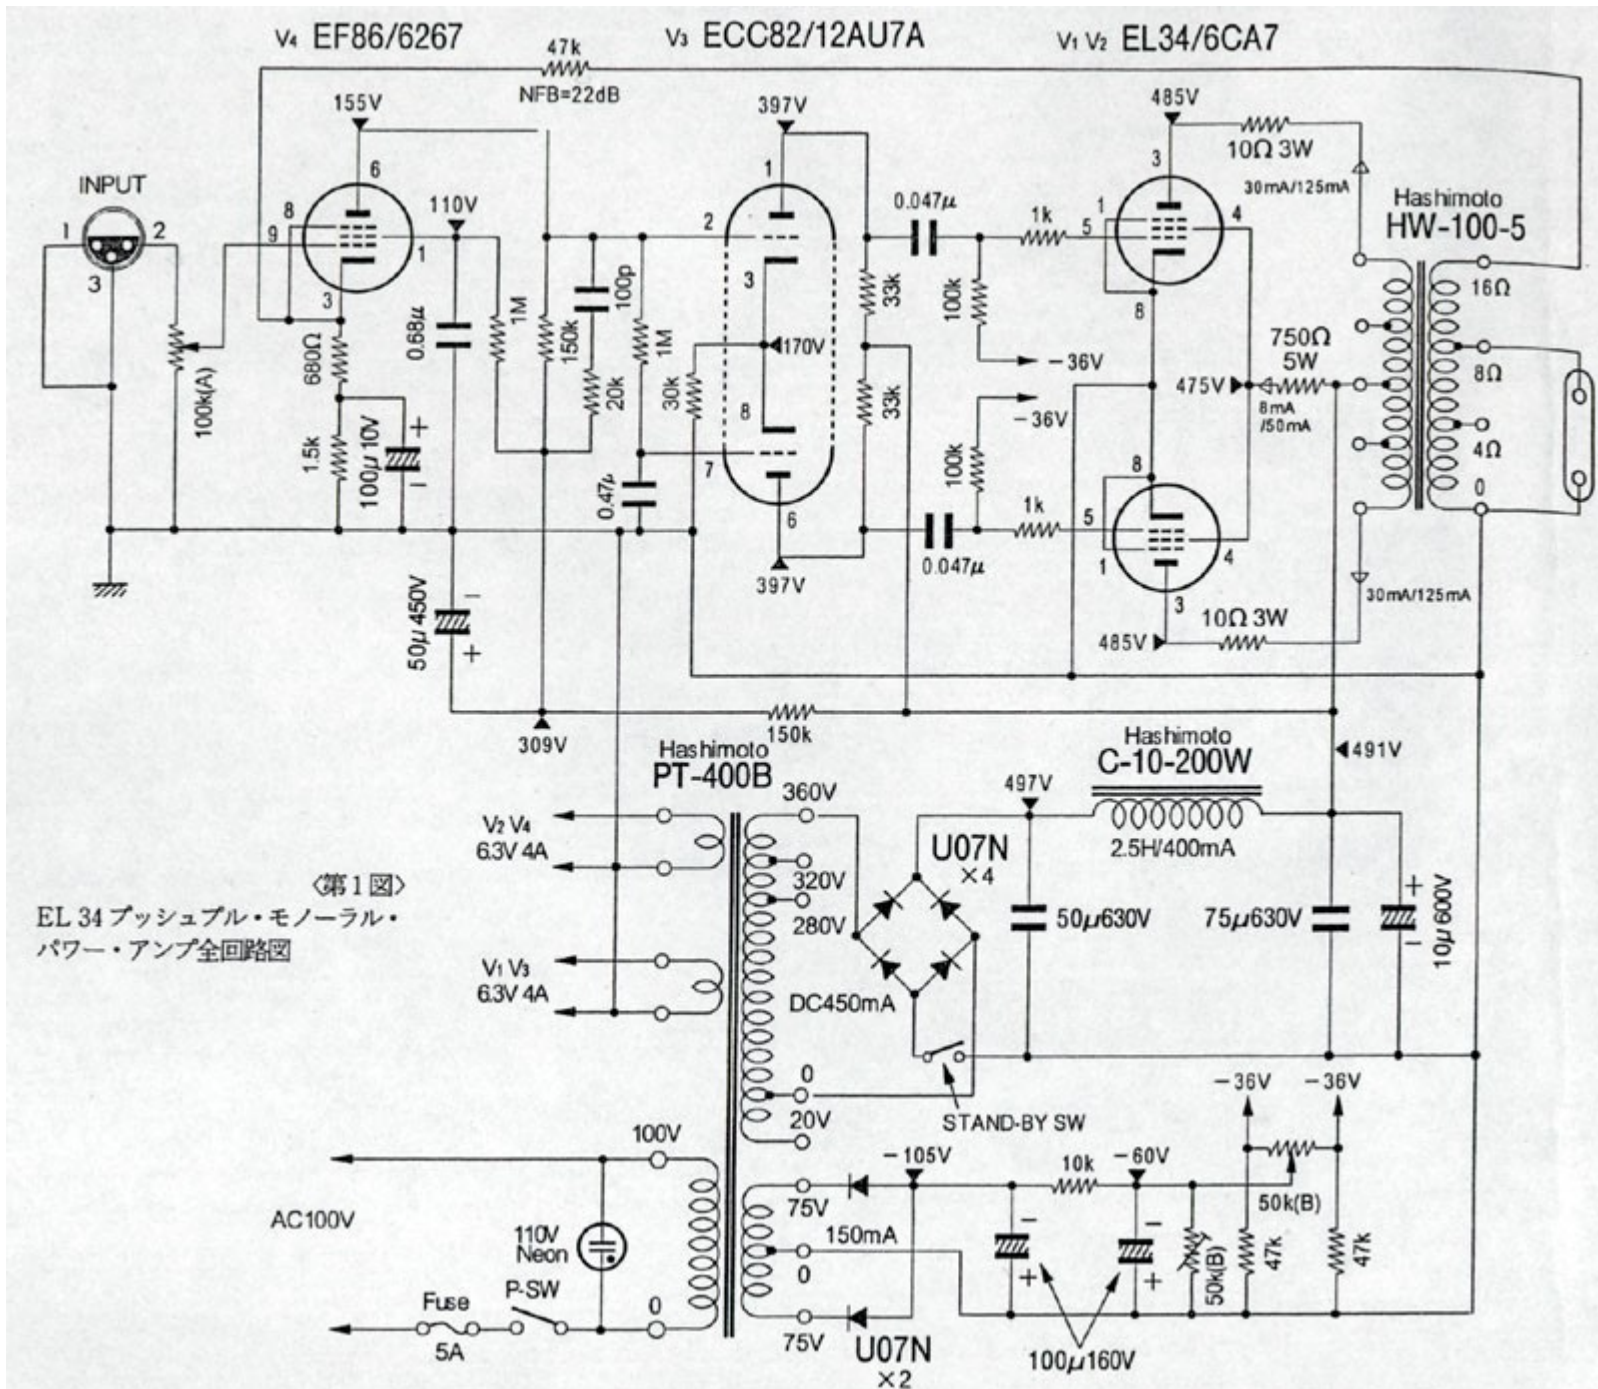 V4 EF86/6267
V3 ECC82/12AU7A
V1 V2 EL34/6CA7
47k
NFB=22dB
155V
397V
485V
10Ω 3W
30mA/125mA
Hashimoto
HW-100-5
INPUT
1
2
3
8
9
6
1
3
110V
0.68μ
1M
150k
100p
20k
1M
30k
0.47μ
100k(A)
680Ω
1.5k
100μ 10V
+
−
2
1
3
170V
8
7
6
397V
33k
33k
0.047μ
0.047μ
100k
100k
−36V
−36V
1k
1k
1
5
3
4
8
8
5
1
4
3
475V
750Ω
5W
8mA
/50mA
16Ω
8Ω
4Ω
0
485V
10Ω 3W
30mA/125mA
50μ 450V
−
+
309V
150k
491V
Hashimoto
PT-400B
Hashimoto
C-10-200W
2.5H/400mA
497V
V2 V4
6.3V 4A
V1 V3
6.3V 4A
360V
320V
280V
0
20V
U07N
×4
DC450mA
STAND-BY SW
50μ630V
75μ630V
10μ600V
+
−
〈第1図〉
EL 34 プッシュプル・モノーラル・
パワー・アンプ全回路図
100V
0
AC100V
110V
Neon
Fuse
5A
P-SW
75V
0
75V
150mA
U07N
×2
−105V
10k
−60V
−
+
−
+
100μ160V
50k(B)
47k
47k
50k(B)
−36V
−36V